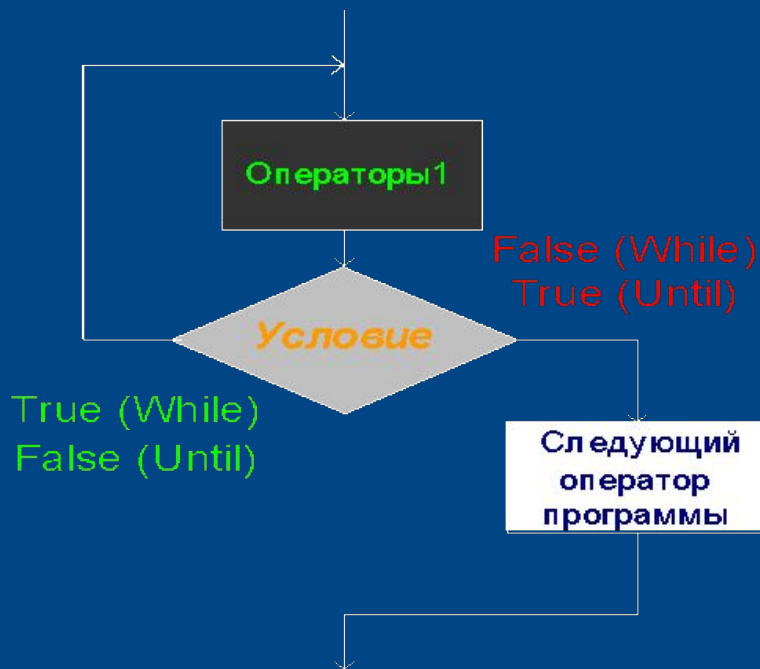 Операторы1
False (While)
True (Until)
Условие
True (While)
False (Until)
Следующий
оператор
программы